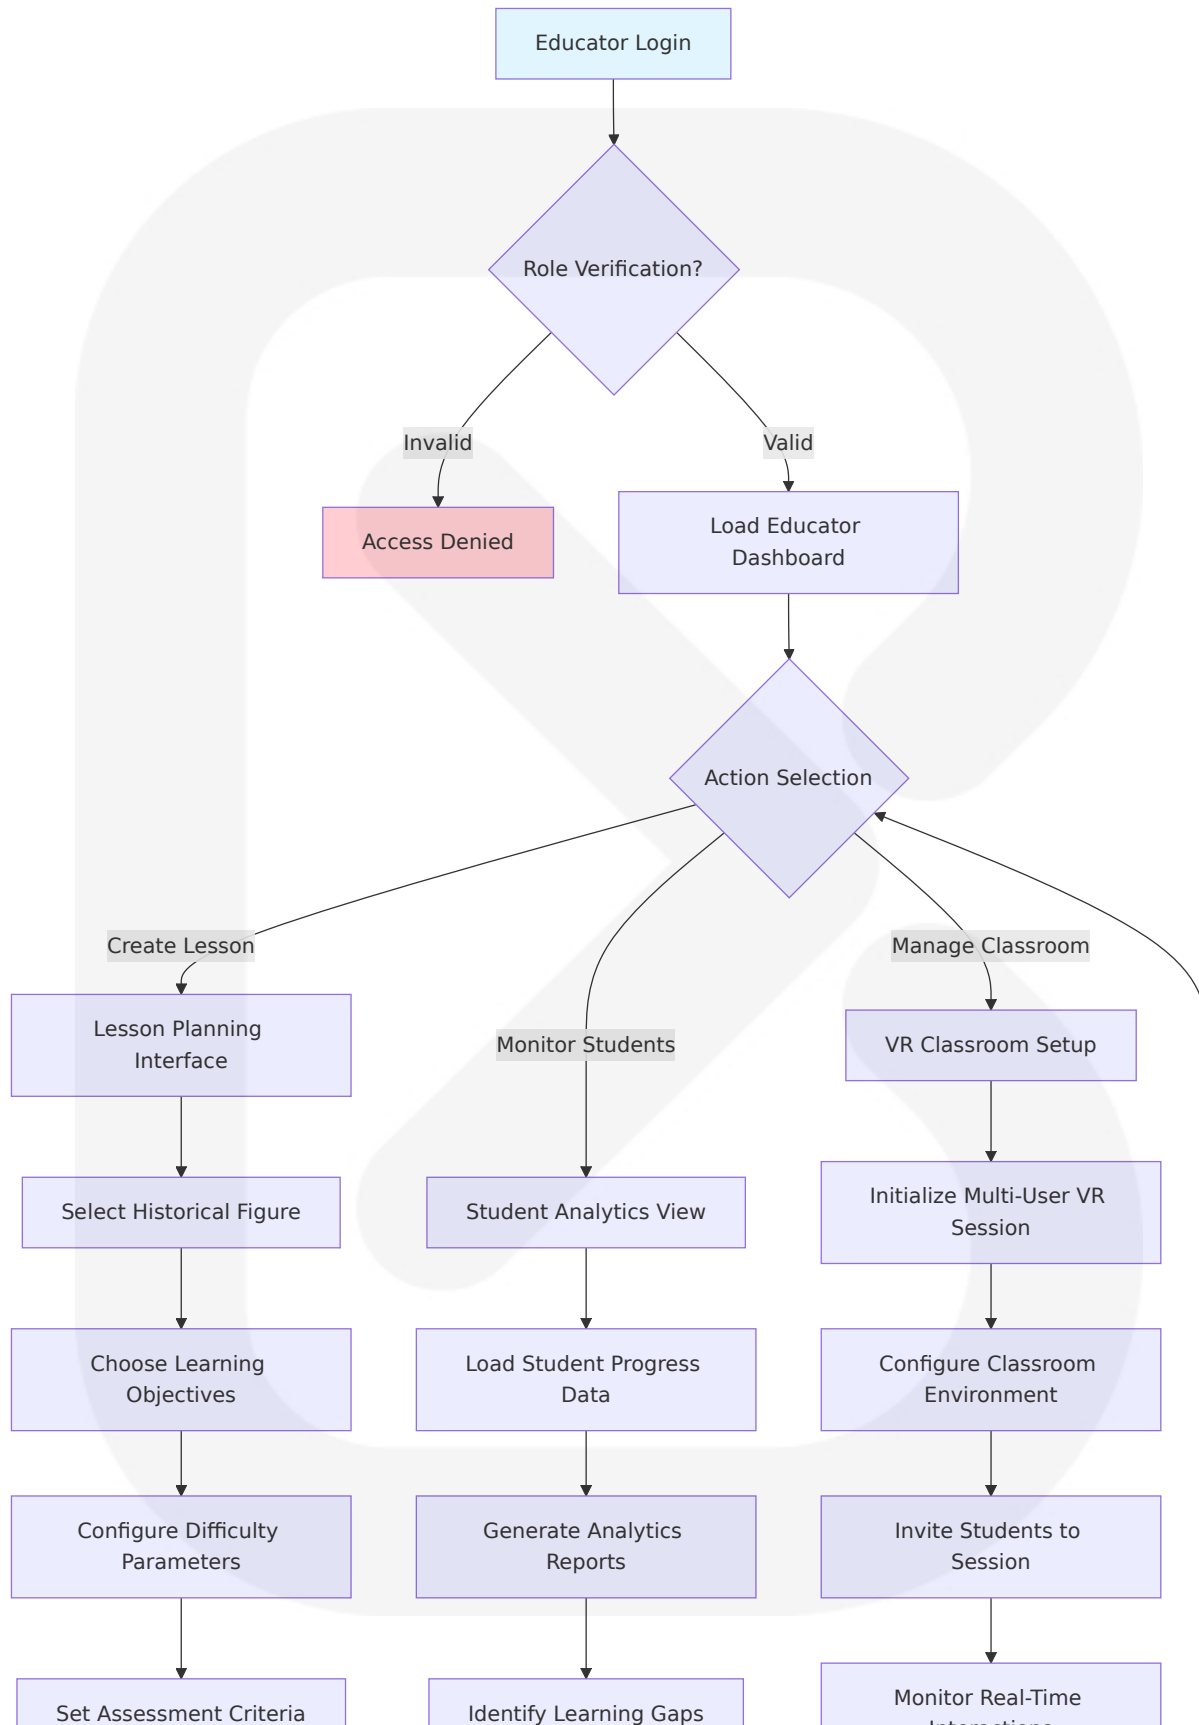 Educator Login
Role Verification?
Invalid
Valid
Access Denied
Load Educator
Dashboard
Action Selection
Create Lesson
Monitor Students
Manage Classroom
Lesson Planning
Interface
VR Classroom Setup
Select Historical Figure
Student Analytics View
Initialize Multi-User VR
Session
Choose Learning
Objectives
Load Student Progress
Data
Configure Classroom
Environment
Configure Difficulty
Parameters
Generate Analytics
Reports
Invite Students to
Session
Set Assessment Criteria
Identify Learning Gaps
Monitor Real-Time